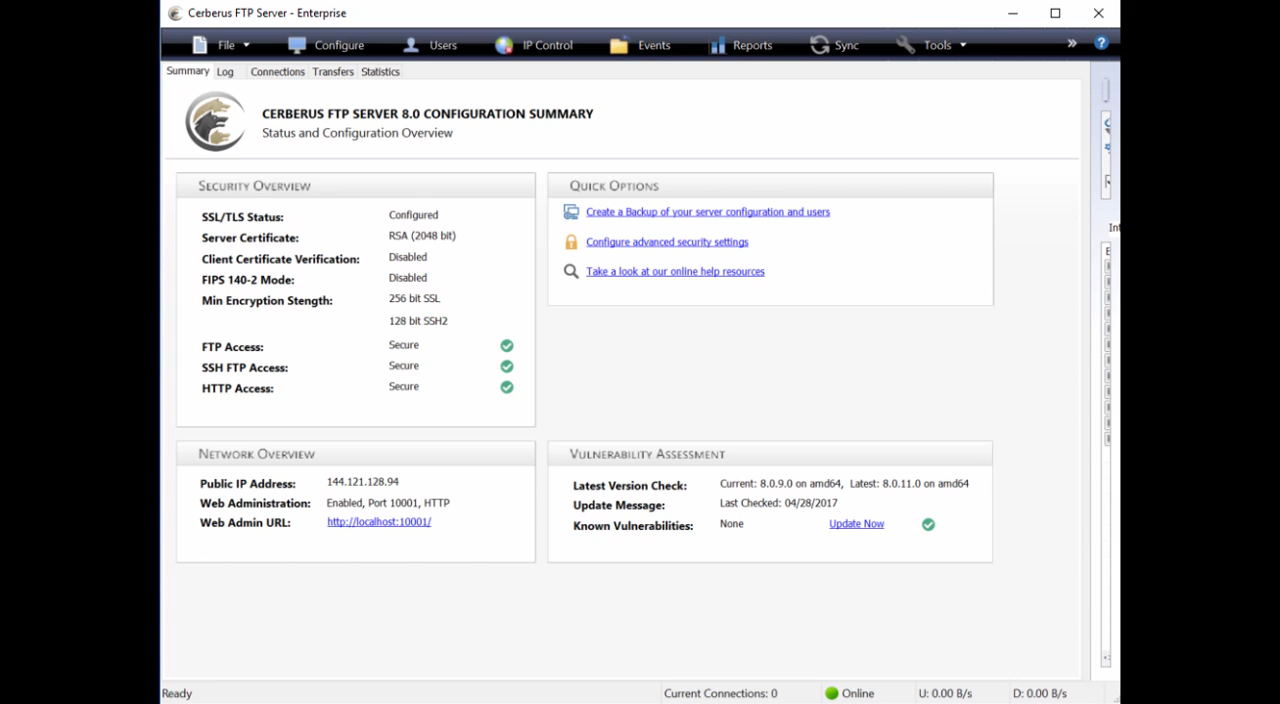 Cerberus FTP Server - Enterprise
File Configure Users IP Control Events Reports Sync Tools » ?
Summary Log Connections Transfers Statistics
CERBERUS FTP SERVER 8.0 CONFIGURATION SUMMARY
Status and Configuration Overview
SECURITY OVERVIEW
SSL/TLS Status: Configured
Server Certificate: RSA (2048 bit)
Client Certificate Verification: Disabled
FIPS 140-2 Mode: Disabled
Min Encryption Stength: 256 bit SSL
128 bit SSH2
FTP Access: Secure
SSH FTP Access: Secure
HTTP Access: Secure
QUICK OPTIONS
Create a Backup of your server configuration and users
Configure advanced security settings
Take a look at our online help resources
NETWORK OVERVIEW
Public IP Address: 144.121.128.94
Web Administration: Enabled, Port 10001, HTTP
Web Admin URL: http://localhost:10001/
VULNERABILITY ASSESSMENT
Latest Version Check: Current: 8.0.9.0 on amd64, Latest: 8.0.11.0 on amd64
Update Message: Last Checked: 04/28/2017
Known Vulnerabilities: None Update Now
Ready Current Connections: 0 Online U: 0.00 B/s D: 0.00 B/s